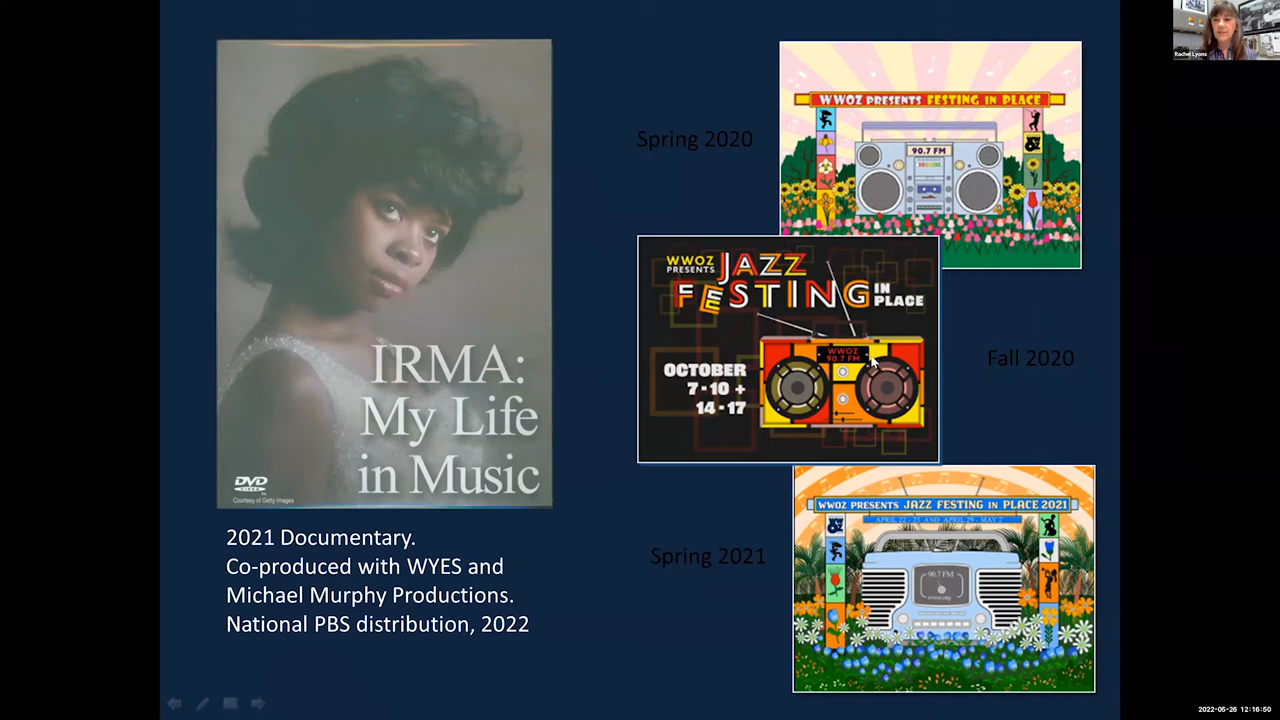 IRMA:
My Life
in Music
DVD
VIDEO
Courtesy of Getty Images
2021 Documentary.
Co-produced with WYES and
Michael Murphy Productions.
National PBS distribution, 2022
Spring 2020
WWOZ PRESENTS FESTING IN PLACE
90.7 FM
WWOZ
PRESENTS
JAZZ
FESTING
IN
PLACE
OCTOBER
7-10 +
14-17
WWOZ
90.7 FM
Fall 2020
Spring 2021
WWOZ PRESENTS JAZZ FESTING IN PLACE 2021
APRIL 22 - 25 AND APRIL 29 - MAY 2
90.7 FM
Rachel Lyons
2022-05-26 12:16:50